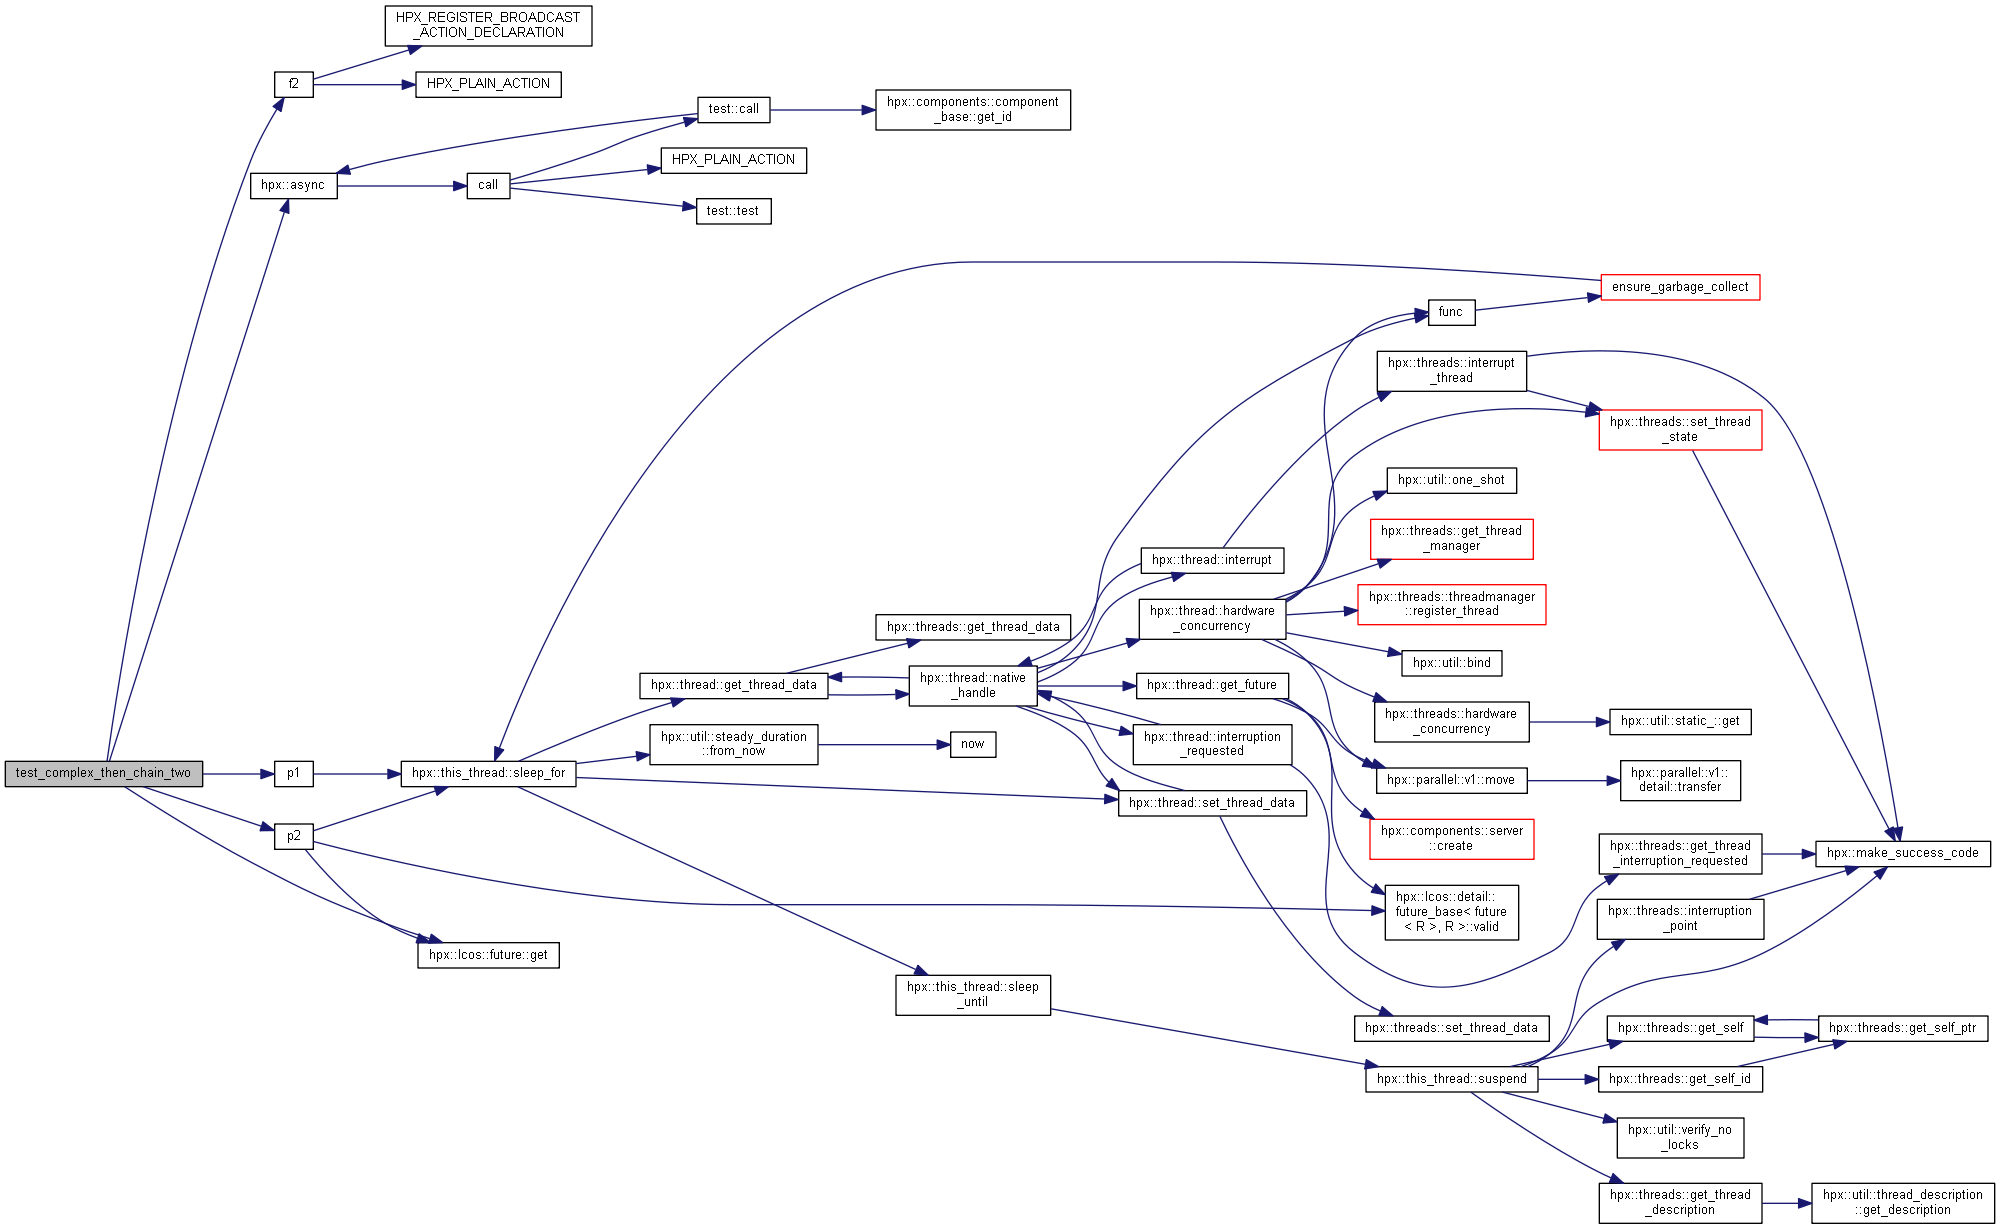 HPX_REGISTER_BROADCAST
_ACTION_DECLARATION
f2
HPX_PLAIN_ACTION
test::call
hpx::components::component
_base::get_id
HPX_PLAIN_ACTION
hpx::async
call
test::test
ensure_garbage_collect
func
hpx::threads::interrupt
_thread
hpx::threads::set_thread
_state
hpx::util::one_shot
hpx::threads::get_thread
_manager
hpx::thread::interrupt
hpx::threads::threadmanager
::register_thread
hpx::thread::hardware
_concurrency
hpx::threads::get_thread_data
hpx::util::bind
hpx::thread::get_thread_data
hpx::thread::native
_handle
hpx::thread::get_future
hpx::threads::hardware
_concurrency
hpx::util::static_::get
hpx::util::steady_duration
::from_now
now
hpx::thread::interruption
_requested
test_complex_then_chain_two
p1
hpx::this_thread::sleep_for
hpx::parallel::v1::move
hpx::parallel::v1::
detail::transfer
hpx::thread::set_thread_data
p2
hpx::components::server
::create
hpx::threads::get_thread
_interruption_requested
hpx::make_success_code
hpx::lcos::detail::
future_base< future
< R >, R >::valid
hpx::threads::interruption
_point
hpx::lcos::future::get
hpx::this_thread::sleep
_until
hpx::threads::set_thread_data
hpx::threads::get_self
hpx::threads::get_self_ptr
hpx::this_thread::suspend
hpx::threads::get_self_id
hpx::util::verify_no
_locks
hpx::threads::get_thread
_description
hpx::util::thread_description
::get_description